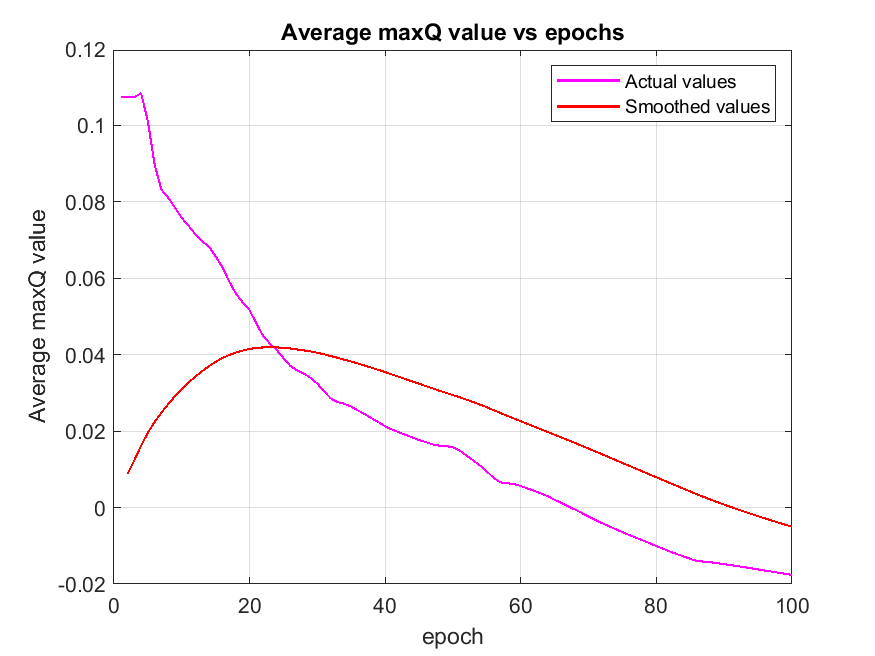 Average maxQ value vs epochs
0.12
0.1
0.08
0.06
0.04
0.02
0
-0.02
Average maxQ value
Actual values
Smoothed values
0
20
40
60
80
100
epoch